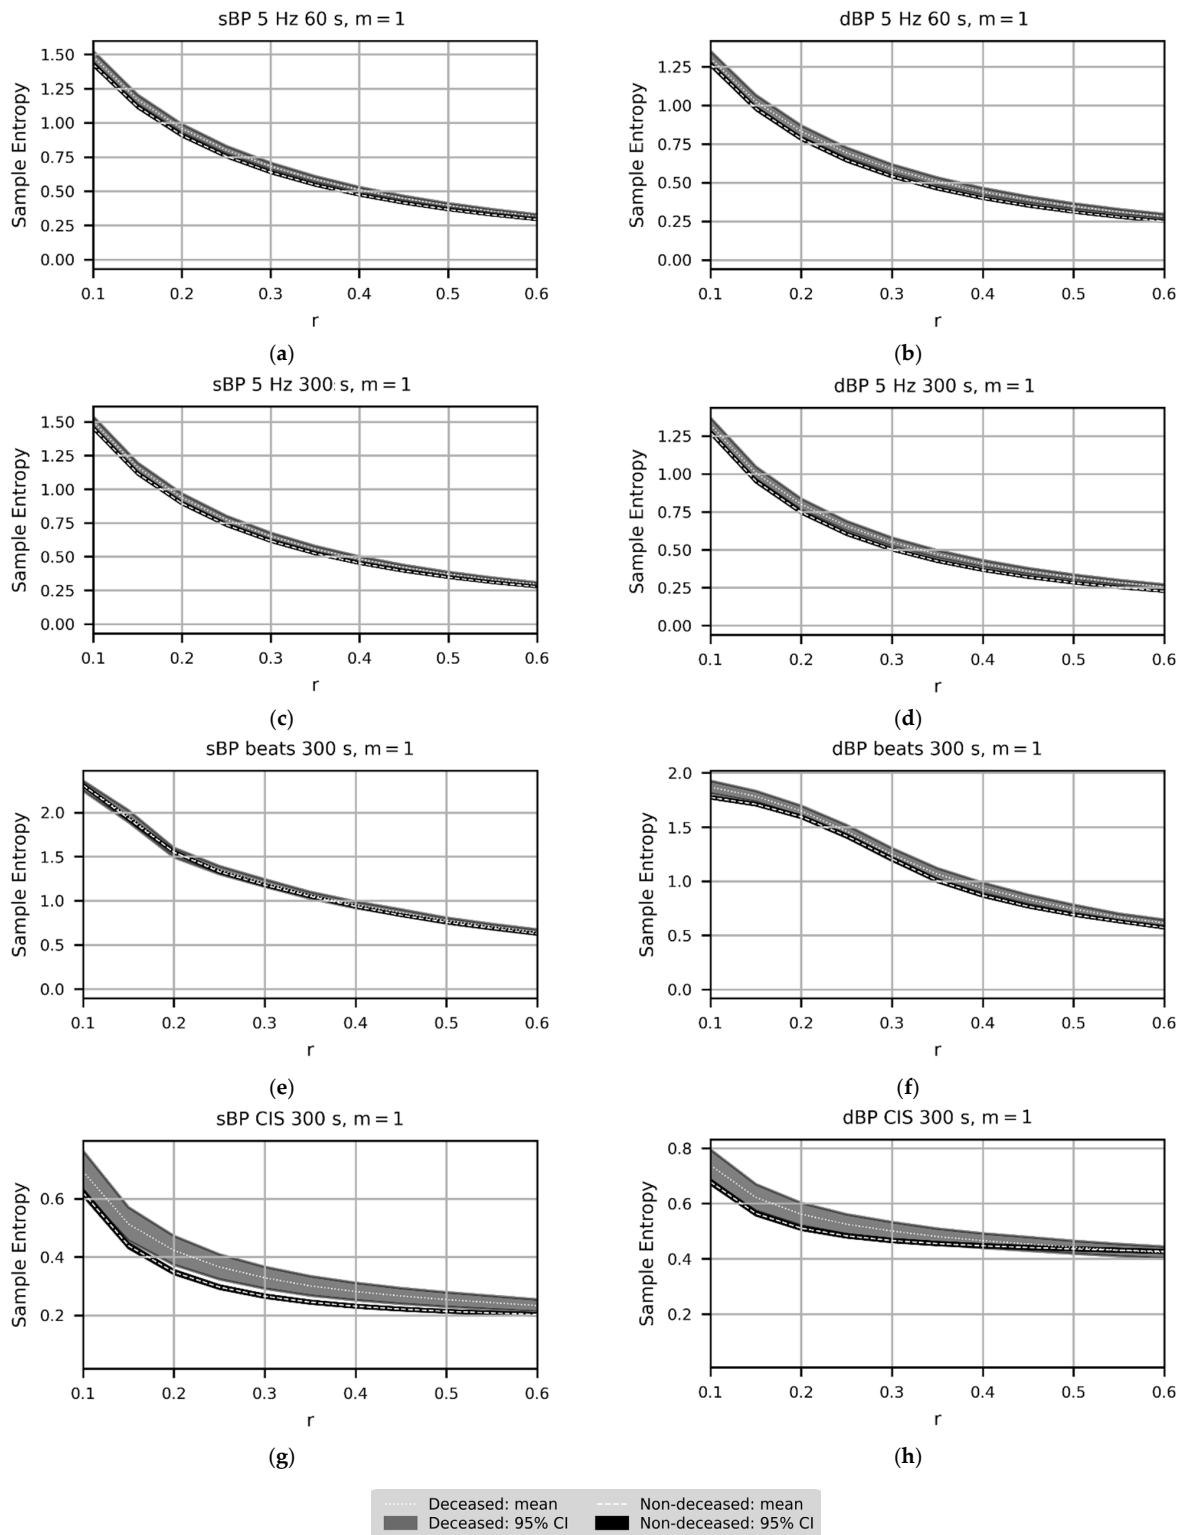 sBP 5 Hz 60 s, m = 1
Sample Entropy
1.50
1.25
1.00
0.75
0.50
0.25
0.00
0.1 0.2 0.3 0.4 0.5 0.6
r
(a)
dBP 5 Hz 60 s, m = 1
Sample Entropy
1.25
1.00
0.75
0.50
0.25
0.00
0.1 0.2 0.3 0.4 0.5 0.6
r
(b)
sBP 5 Hz 300 s, m = 1
Sample Entropy
1.50
1.25
1.00
0.75
0.50
0.25
0.00
0.1 0.2 0.3 0.4 0.5 0.6
r
(c)
dBP 5 Hz 300 s, m = 1
Sample Entropy
1.25
1.00
0.75
0.50
0.25
0.00
0.1 0.2 0.3 0.4 0.5 0.6
r
(d)
sBP beats 300 s, m = 1
Sample Entropy
2.0
1.5
1.0
0.5
0.0
0.1 0.2 0.3 0.4 0.5 0.6
r
(e)
dBP beats 300 s, m = 1
Sample Entropy
2.0
1.5
1.0
0.5
0.0
0.1 0.2 0.3 0.4 0.5 0.6
r
(f)
sBP CIS 300 s, m = 1
Sample Entropy
0.6
0.4
0.2
0.1 0.2 0.3 0.4 0.5 0.6
r
(g)
dBP CIS 300 s, m = 1
Sample Entropy
0.8
0.6
0.4
0.2
0.1 0.2 0.3 0.4 0.5 0.6
r
(h)
Deceased: mean
Deceased: 95% CI
Non-deceased: mean
Non-deceased: 95% CI